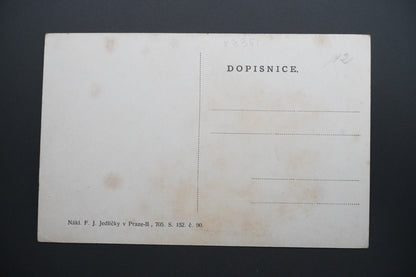 DOPISNICE.
Nákl. F. J. Jedličky v Praze-II., 705. S. 152. č. 90.